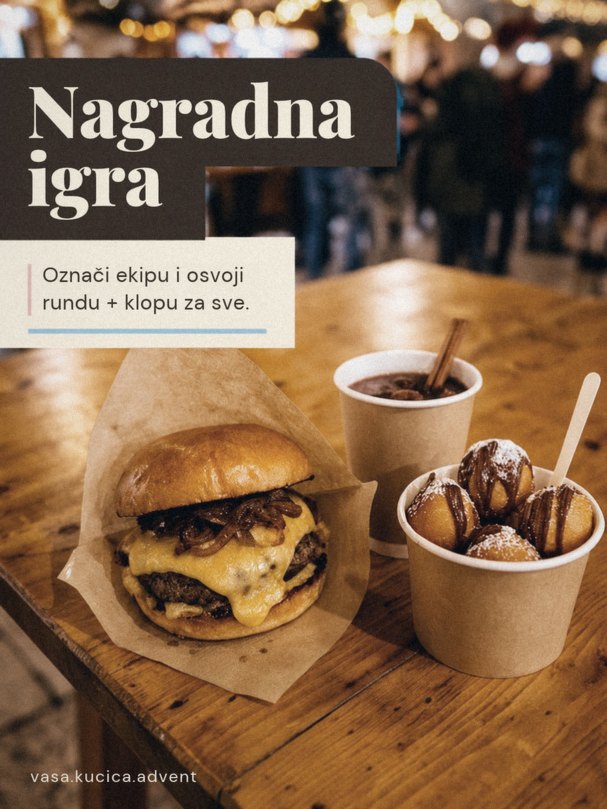 Nagradna
igra
Označi ekipu i osvoji
rundu + klopu za sve.
vasa.kucica.advent